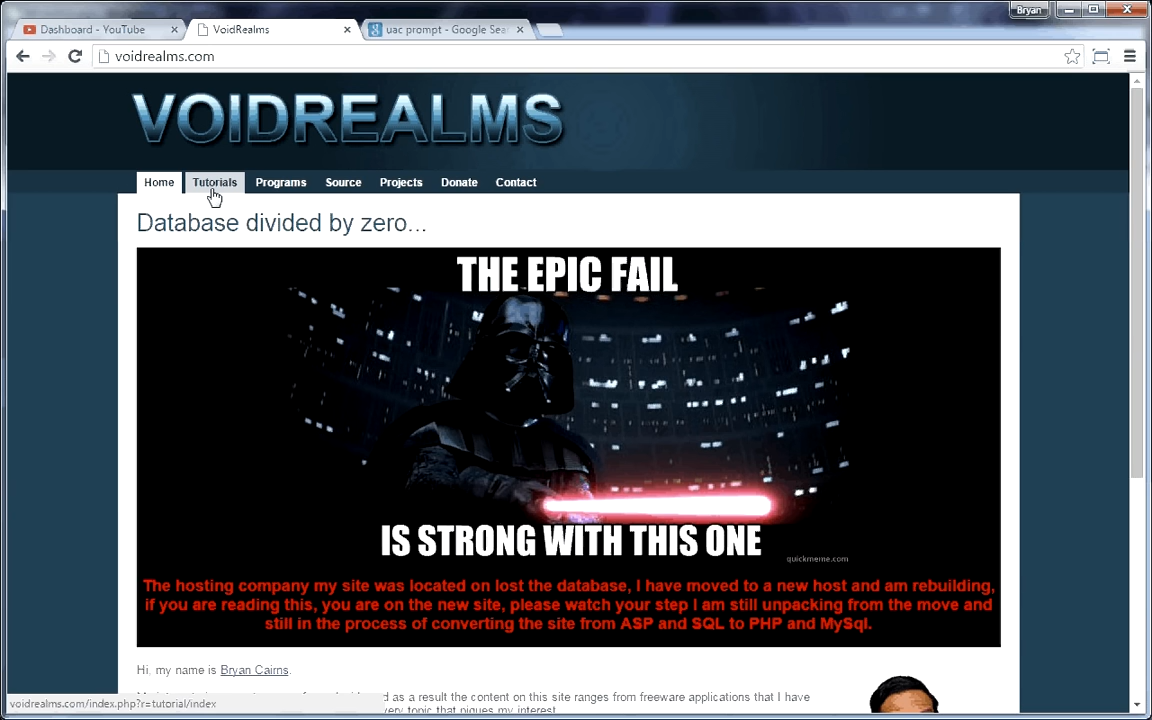 Bryan
Dashboard - YouTube
VoidRealms
uac prompt - Google Sea
voidrealms.com
VOIDREALMS
Home Tutorials Programs Source Projects Donate Contact
Database divided by zero...
THE EPIC FAIL
IS STRONG WITH THIS ONE
quickmeme.com
The hosting company my site was located on lost the database, I have moved to a new host and am rebuilding,
if you are reading this, you are on the new site, please watch your step I am still unpacking from the move and
still in the process of converting the site from ASP and SQL to PHP and MySql.
Hi, my name is Bryan Cairns.
d as a result the content on this site ranges from freeware applications that I have
very topic that piques my interest.
voidrealms.com/index.php?r=tutorial/index